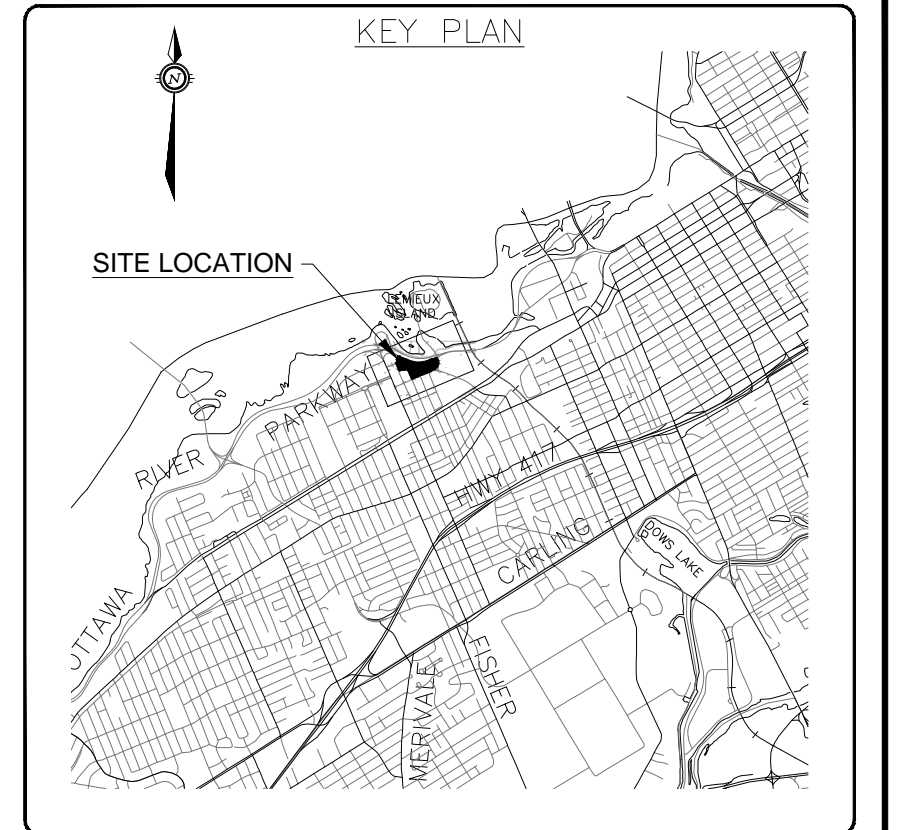 KEY PLAN
N
SITE LOCATION
LEMIEUX
ISLAND
OTTAWA RIVER PARKWAY
HWY 417
CARLING
DOWS LAKE
FISHER
MERIVALE